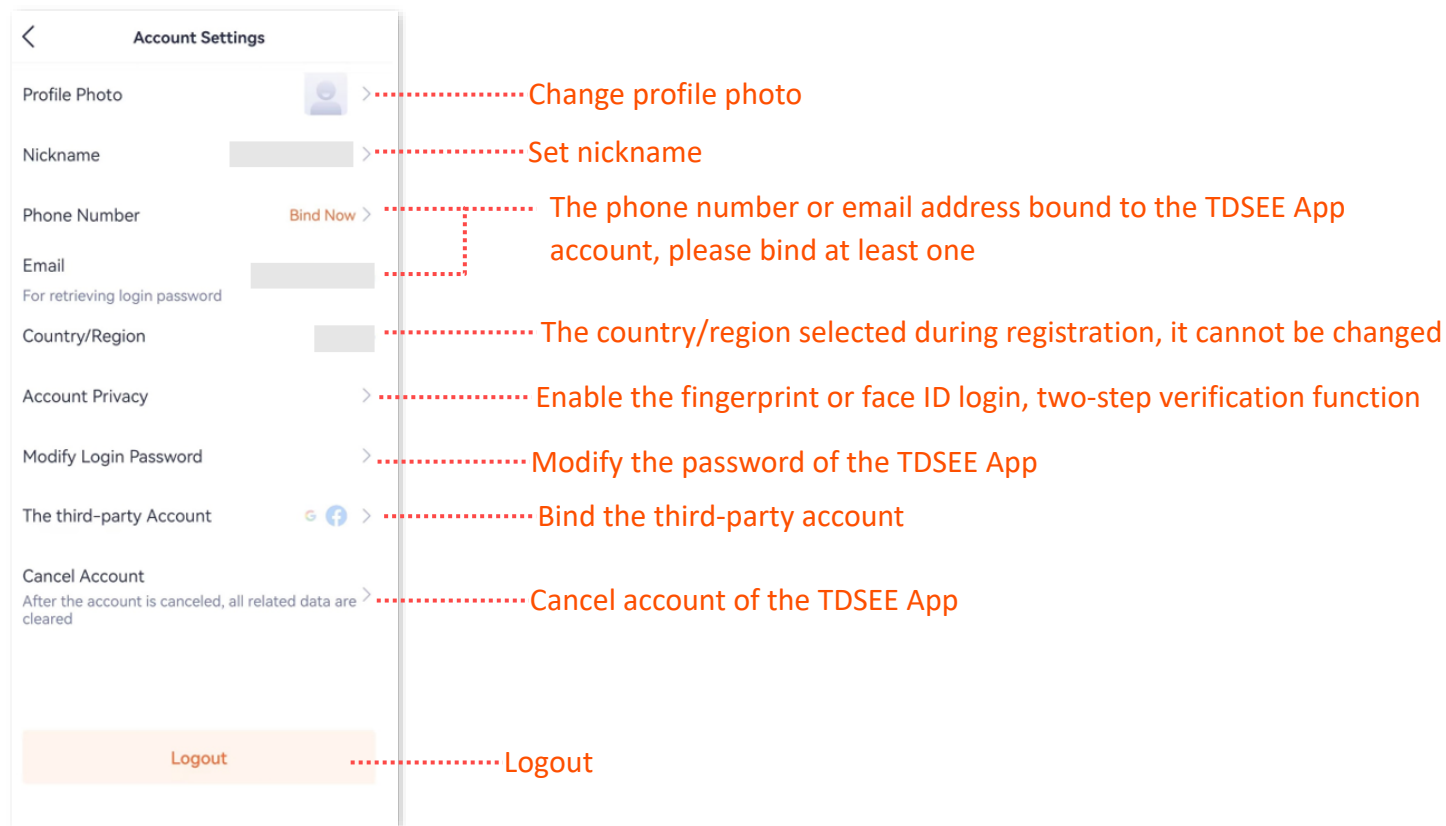 Account Settings
Profile Photo
Change profile photo
Nickname
Set nickname
Phone Number
Bind Now
The phone number or email address bound to the TDSEE App
account, please bind at least one
Email
For retrieving login password
Country/Region
The country/region selected during registration, it cannot be changed
Account Privacy
Enable the fingerprint or face ID login, two-step verification function
Modify Login Password
Modify the password of the TDSEE App
The third-party Account
Bind the third-party account
Cancel Account
After the account is canceled, all related data are
cleared
Cancel account of the TDSEE App
Logout
Logout